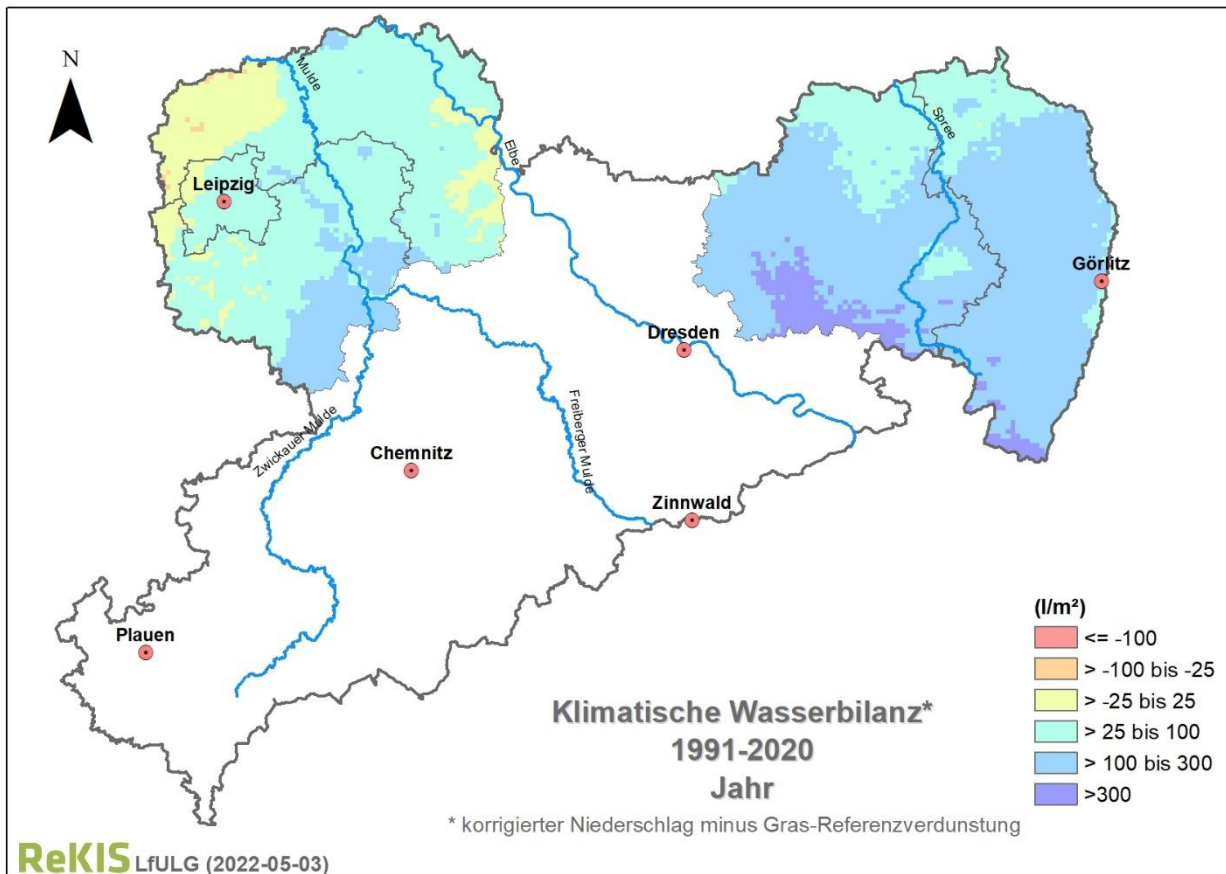 N
Mulde
Elbe
Spree
Leipzig
Görlitz
Dresden
Freiberger Mulde
Zwickauer Mulde
Chemnitz
Zinnwald
Plauen
(l/m²)
<= -100
> -100 bis -25
> -25 bis 25
> 25 bis 100
> 100 bis 300
>300
Klimatische Wasserbilanz*
1991-2020
Jahr
* korrigierter Niederschlag minus Gras-Referenzverdunstung
ReKIS LfULG (2022-05-03)